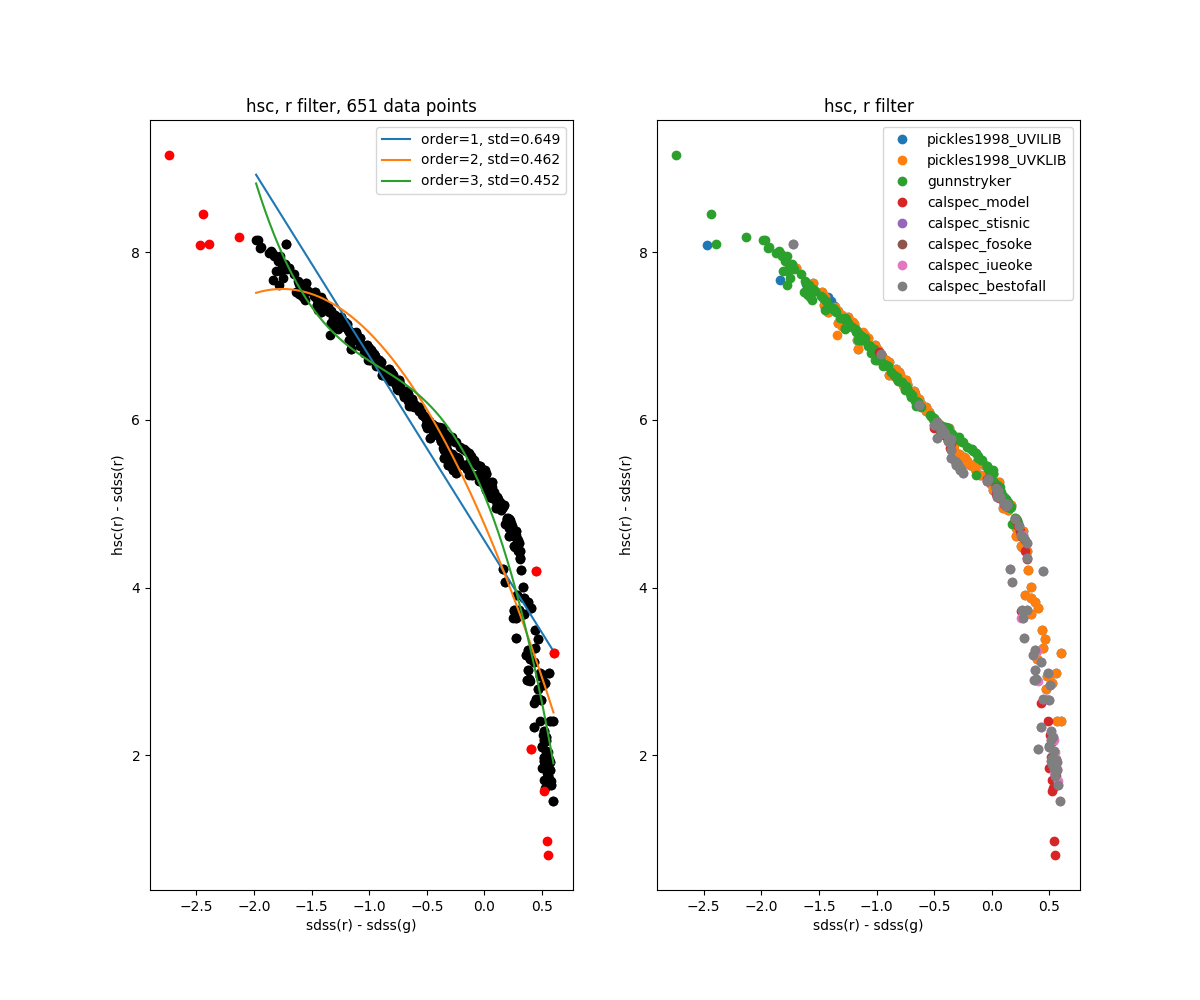 hsc, r filter, 651 data points
order=1, std=0.649
order=2, std=0.462
order=3, std=0.452
8
6
4
2
hsc(r) - sdss(r)
−2.5 −2.0 −1.5 −1.0 −0.5 0.0 0.5
sdss(r) - sdss(g)
hsc, r filter
pickles1998_UVILIB
pickles1998_UVKLIB
gunnstryker
calspec_model
calspec_stisnic
calspec_fosoke
calspec_iueoke
calspec_bestofall
8
6
4
2
hsc(r) - sdss(r)
−2.5 −2.0 −1.5 −1.0 −0.5 0.0 0.5
sdss(r) - sdss(g)